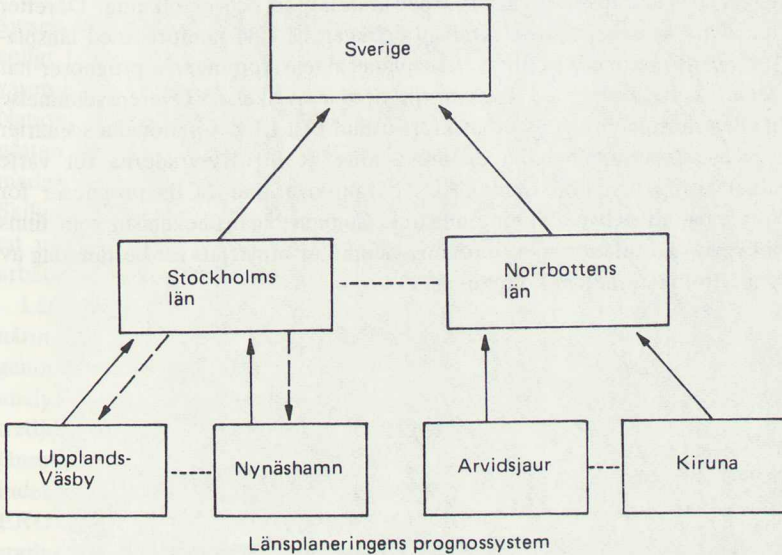 Sverige
Stockholms
län
Norrbottens
län
Upplands-
Väsby
Nynäshamn
Arvidsjaur
Kiruna
Länsplaneringens prognossystem